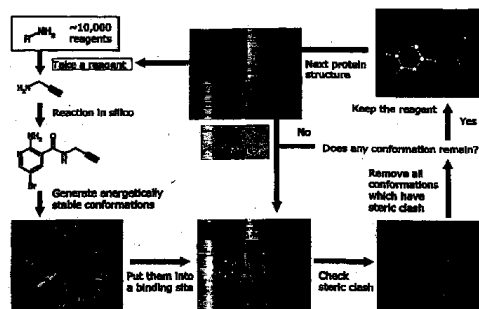 ~10,000
reagents
Take a reagent
Reaction in silico
Generate energetically
stable conformations
Put them into
a binding site
Check
steric clash
Remove all
conformations
which have
steric clash
Does any conformation remain?
No
Yes
Keep the reagent
Next protein
structure